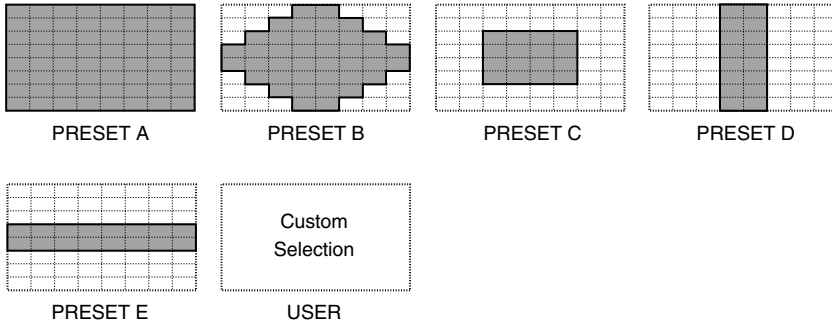 PRESET A
PRESET B
PRESET C
PRESET D
Custom
Selection
PRESET E
USER